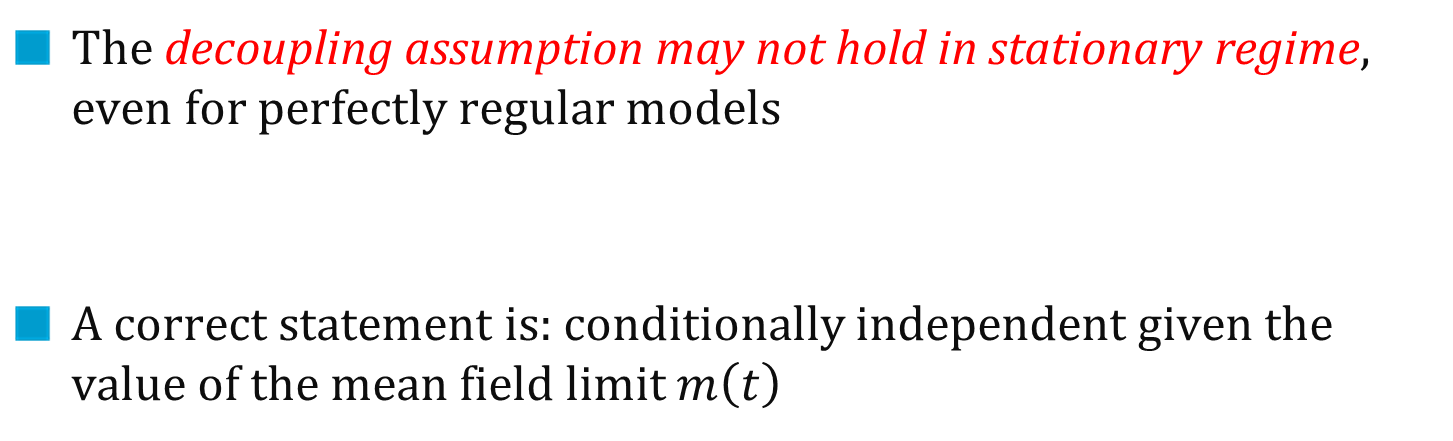 The decoupling assumption may not hold in stationary regime,
even for perfectly regular models
A correct statement is: conditionally independent given the
value of the mean field limit m(t)